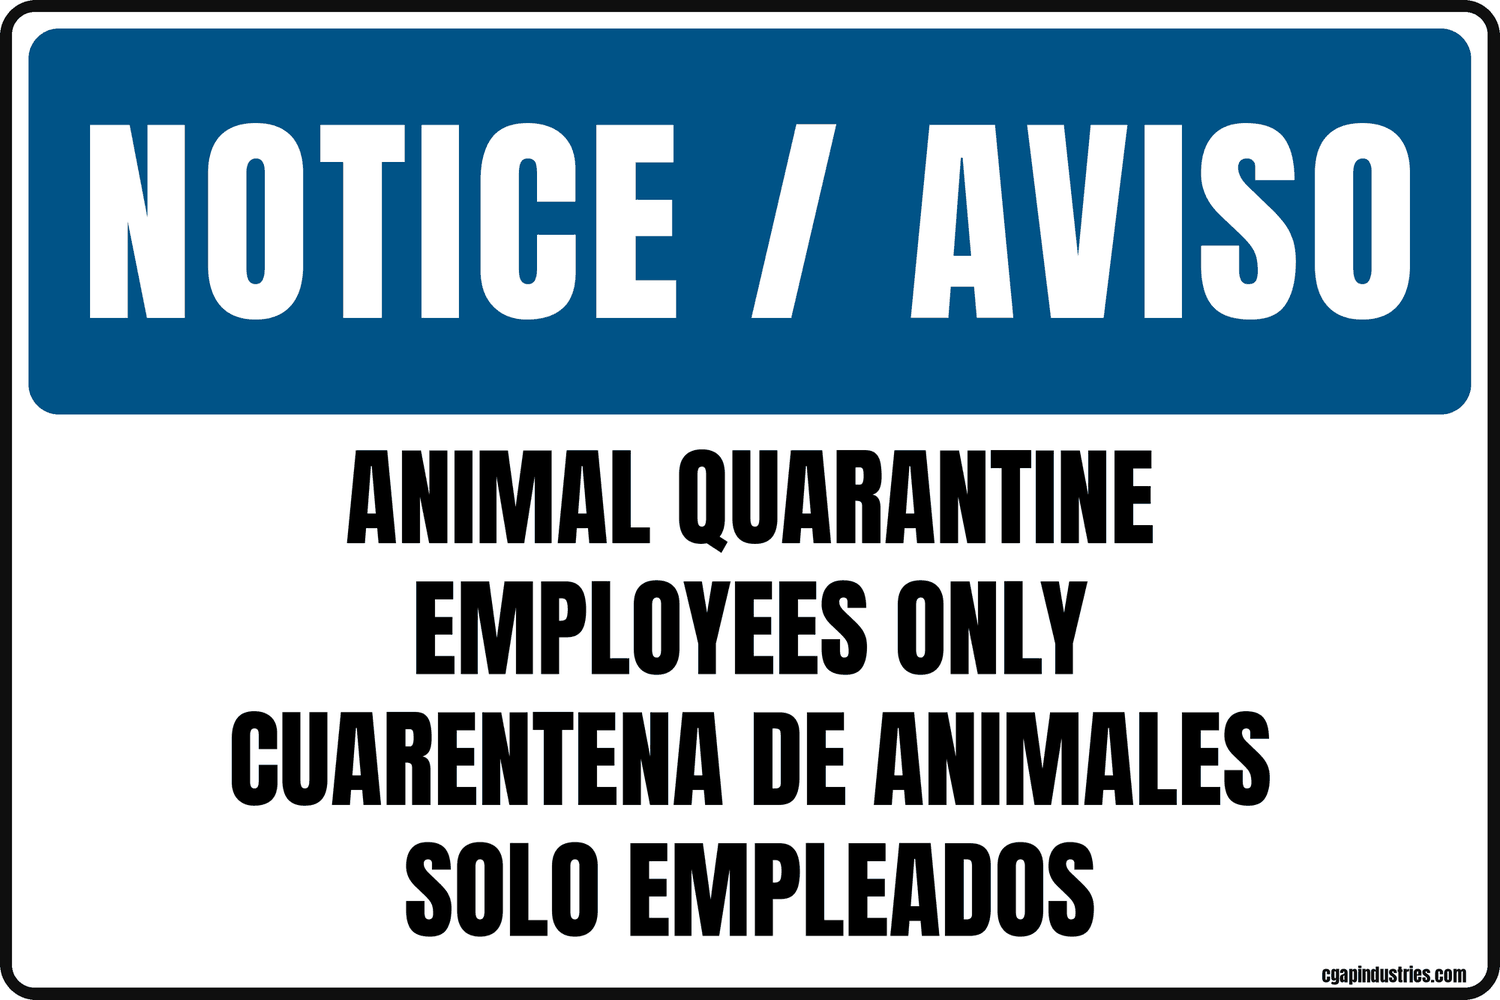 NOTICE / AVISO
ANIMAL QUARANTINE
EMPLOYEES ONLY
CUARENTENA DE ANIMALES
SOLO EMPLEADOS
cgapindustries.com